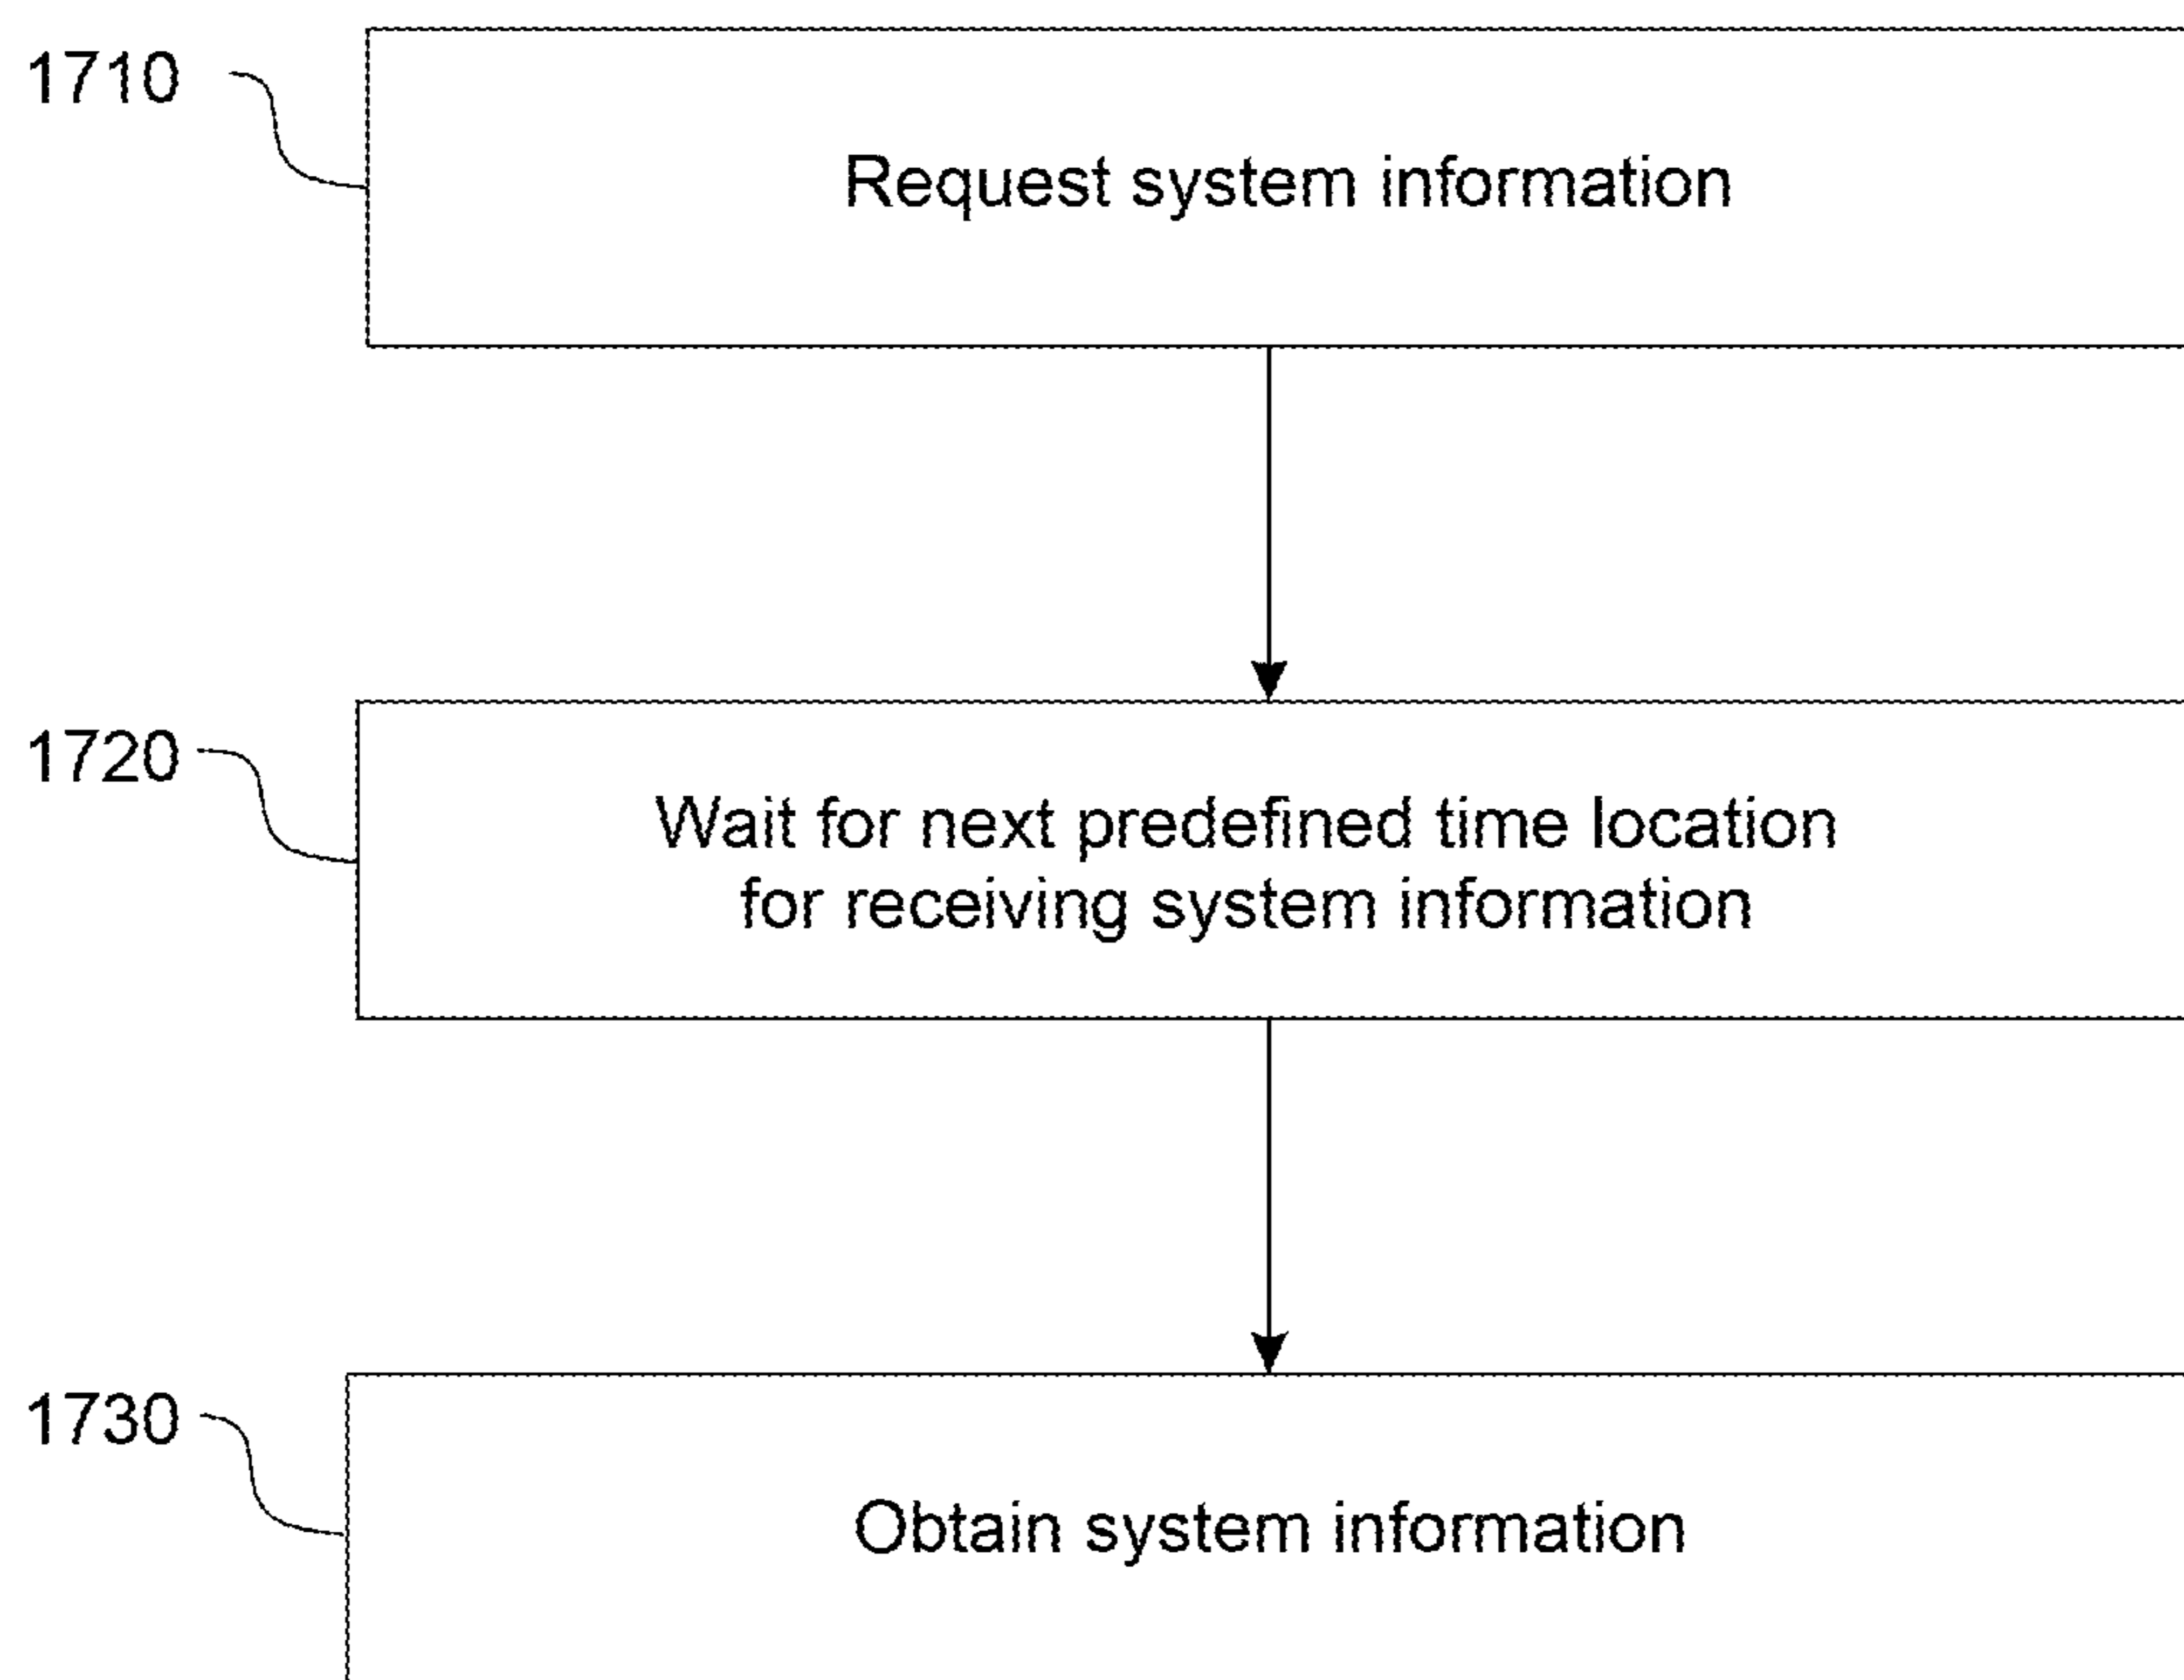 1710
Request system information
1720
Wait for next predefined time location
for receiving system information
1730
Obtain system information